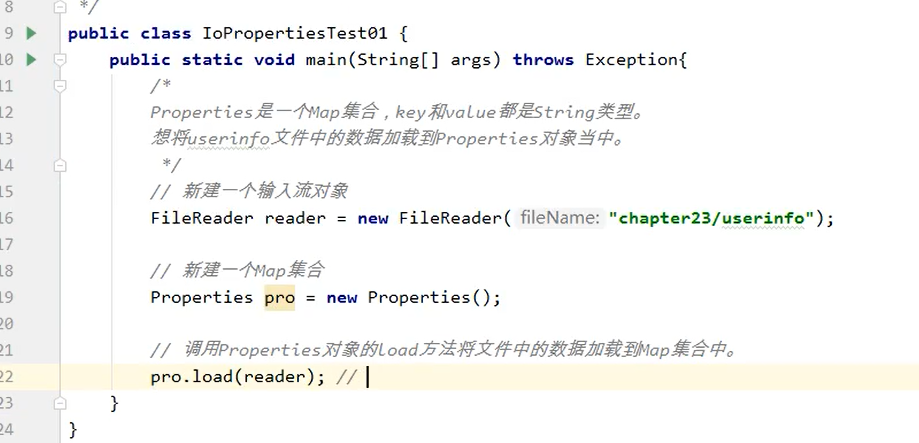 8 */
9 public class IoPropertiesTest01 {
10 public static void main(String[] args) throws Exception{
11 /*
12 Properties是一个Map集合，key和value都是String类型。
13 想将userinfo文件中的数据加载到Properties对象当中。
14 */
15 // 新建一个输入流对象
16 FileReader reader = new FileReader( fileName: "chapter23/userinfo");
17
18 // 新建一个Map集合
19 Properties pro = new Properties();
20
21 // 调用Properties对象的load方法将文件中的数据加载到Map集合中。
22 pro.load(reader); //
23 }
24 }